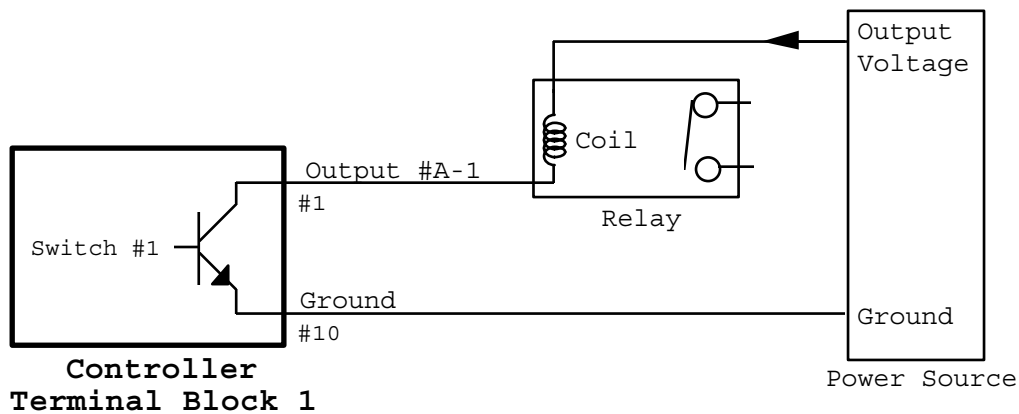 Output
Voltage
Coil
Output #A-1
#1
Relay
Switch #1
Ground
#10
Ground
Controller
Terminal Block 1
Power Source